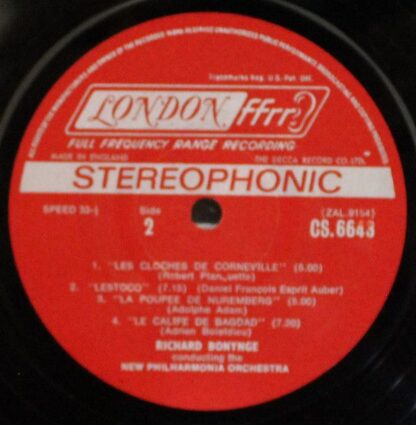 Trademarks Reg. U.S. Pat. Off.
LONDON ffrr
FULL FREQUENCY RANGE RECORDING
MADE IN ENGLAND THE DECCA RECORD CO. LTD.
STEREOPHONIC
SPEED 33⅓ Side (ZAL.9154)
2 CS.6643
1. "LES CLOCHES DE CORNEVILLE" (5.00)
(Robert Planquette)
2. "LESTOCQ" (7.15) (Daniel François Esprit Auber)
3. "LA POUPEE DE NUREMBERG" (5.00)
(Adolphe Adam)
4. "LE CALIFE DE BAGDAD" (7.30)
(Adrien Boieldieu)
RICHARD BONYNGE
conducting the
NEW PHILHARMONIA ORCHESTRA